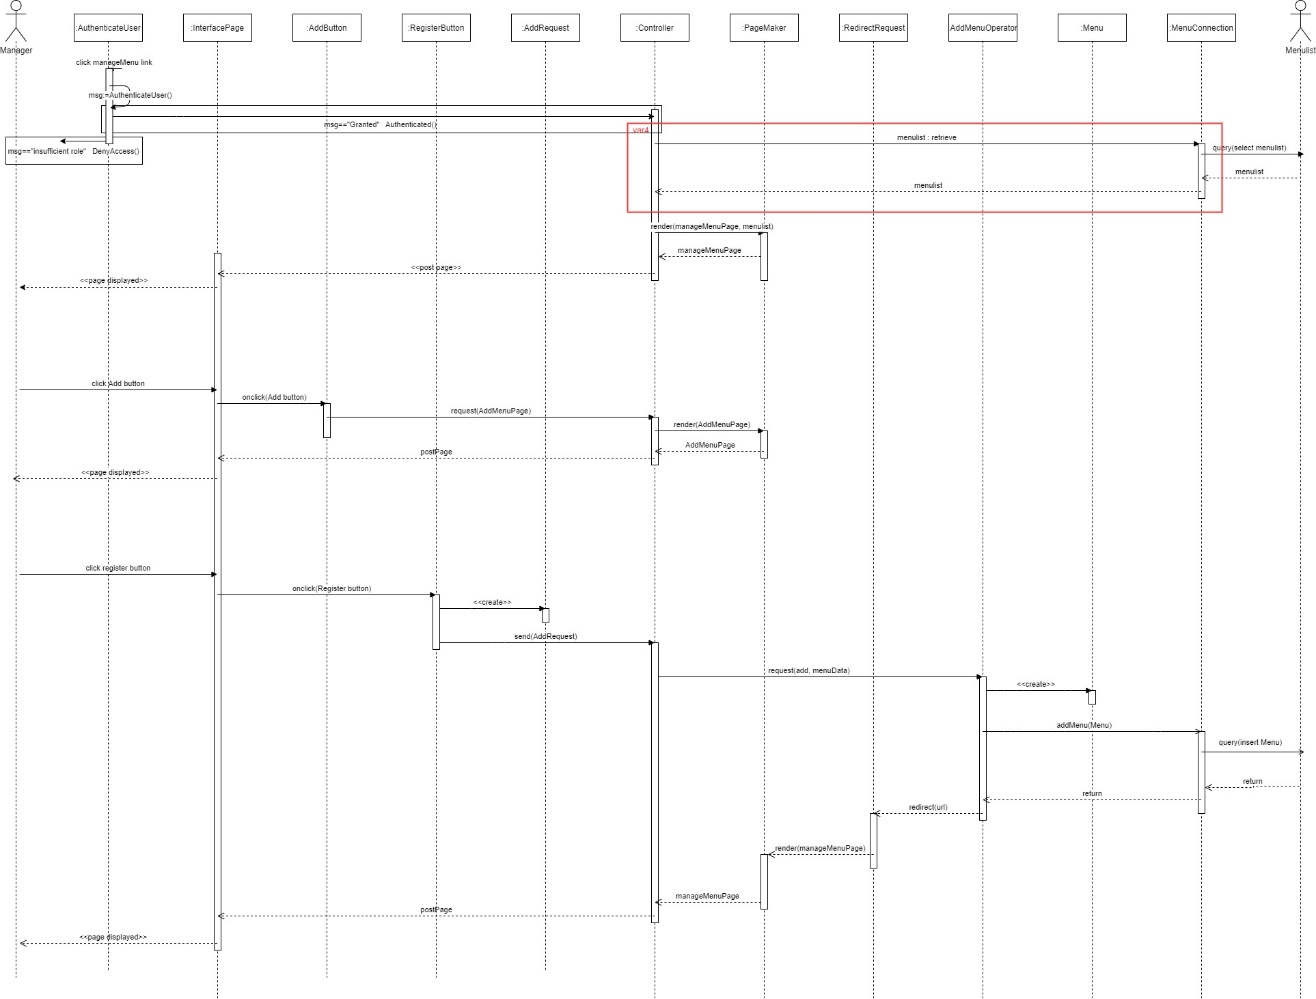 :AuthenticateUser
:InterfacePage
:AddButton
:RegisterButton
:AddRequest
:Controller
:PageMaker
:RedirectRequest
AddMenuOperator
:Menu
:MenuConnection
Manager
Menulist
click manageMenu link
msg:=AuthenticateUser()
msg=="Granted" Authenticated()
ver4
menulist : retrieve
msg=="insufficient role" DenyAccess()
query(select menulist)
menulist
menulist
render(manageMenuPage, menulist)
manageMenuPage
<<post page>>
<<page displayed>>
click Add button
onclick(Add button)
request(AddMenuPage)
render(AddMenuPage)
AddMenuPage
postPage
<<page displayed>>
click register button
onclick(Register button)
<<create>>
send(AddRequest)
request(add, menuData)
<<create>>
addMenu(Menu)
query(insert Menu)
return
return
redirect(url)
render(manageMenuPage)
manageMenuPage
postPage
<<page displayed>>